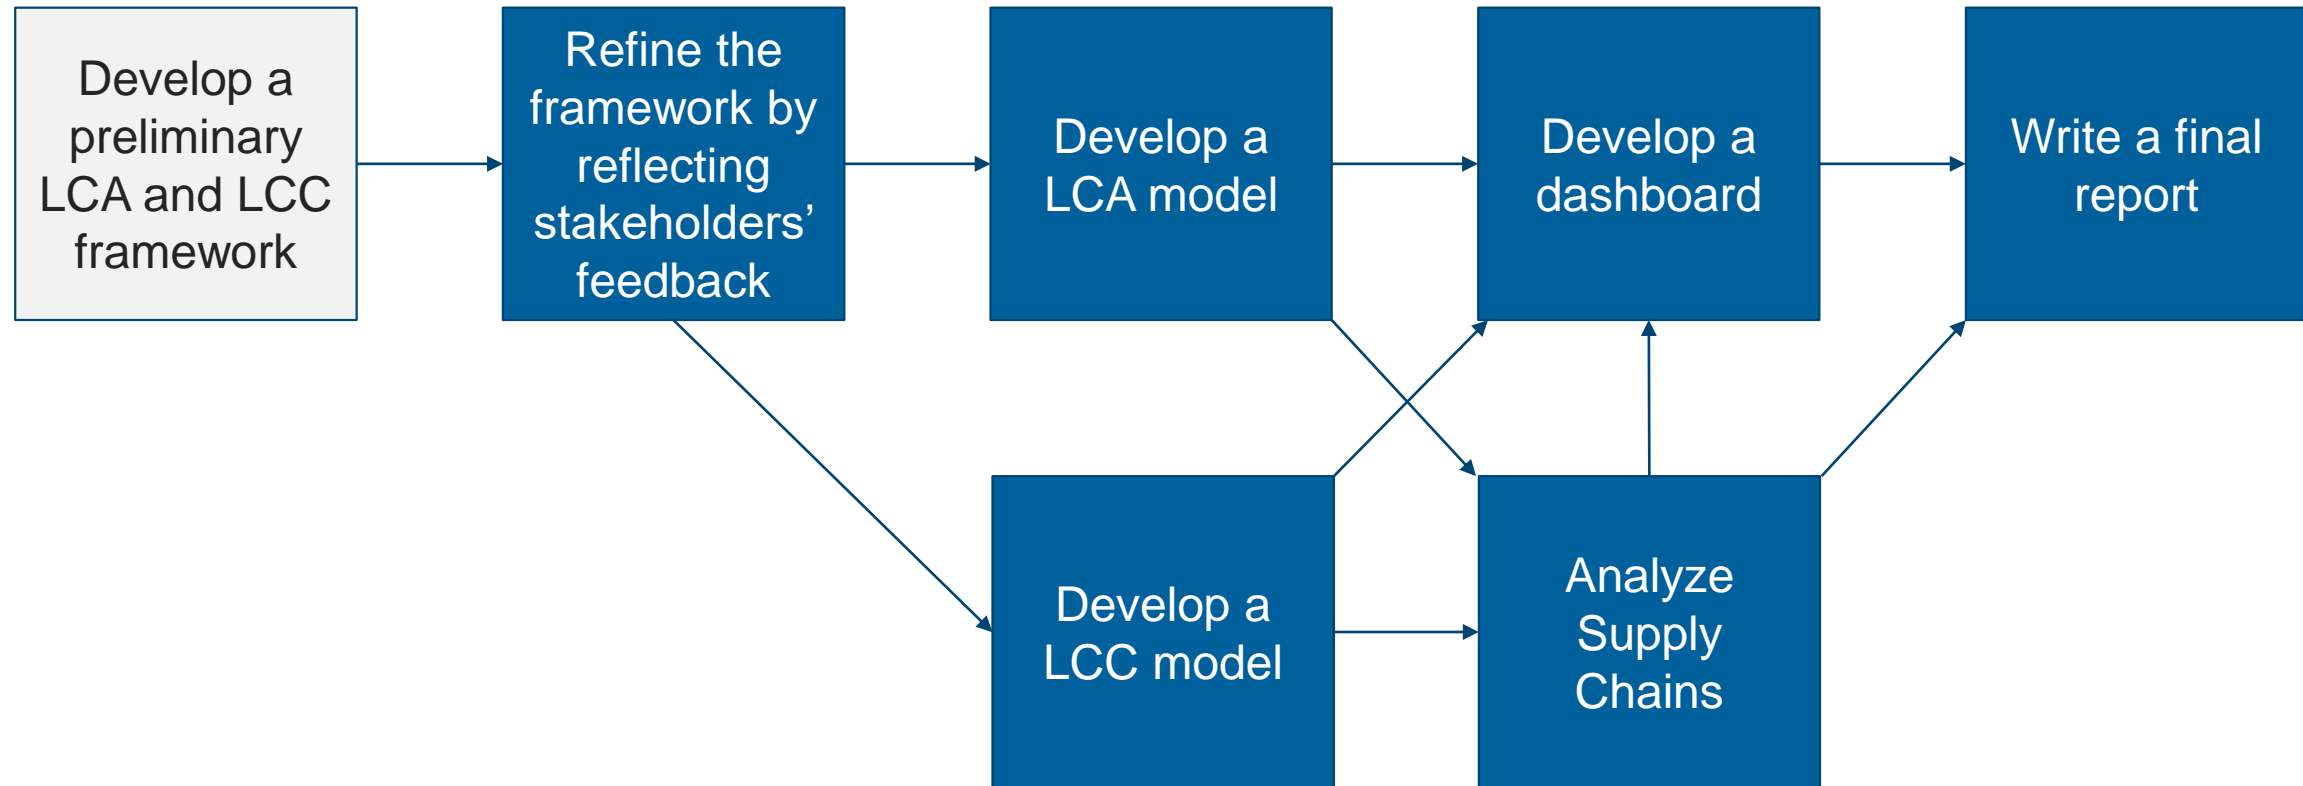 Develop a
preliminary
LCA and LCC
framework
Refine the
framework by
reflecting
stakeholders’
feedback
Develop a
LCA model
Develop a
dashboard
Write a final
report
Develop a
LCC model
Analyze
Supply
Chains